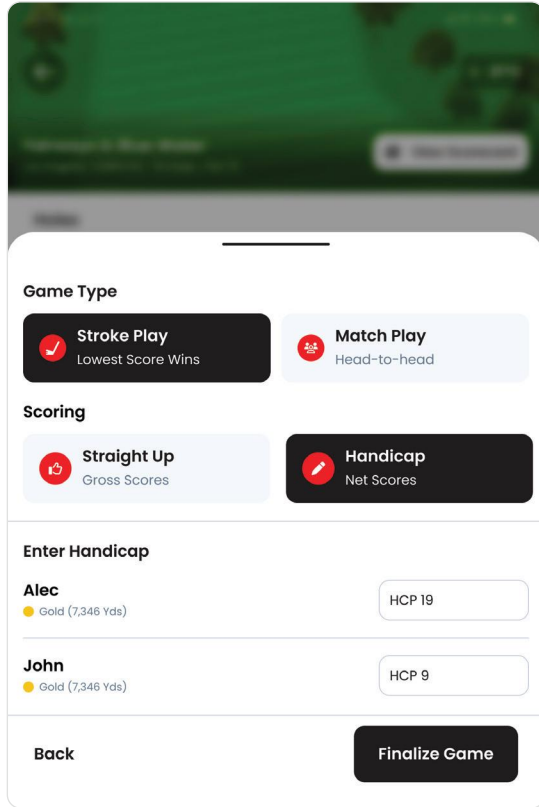 Game Type
Stroke Play
Lowest Score Wins
Match Play
Head-to-head
Scoring
Straight Up
Gross Scores
Handicap
Net Scores
Enter Handicap
Alec
Gold (7,346 Yds)
HCP 19
John
Gold (7,346 Yds)
HCP 9
Back
Finalize Game